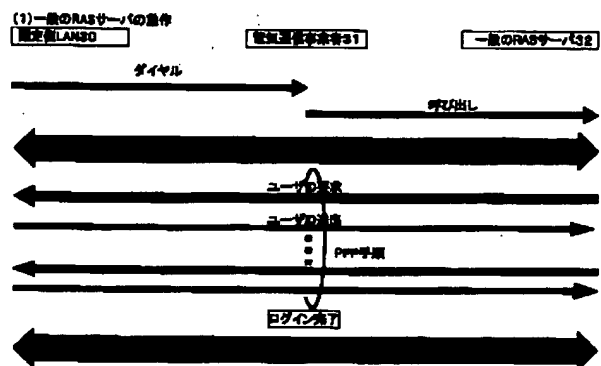 (1)一般のRASサーバの動作
限定個LAN30
電気通信事業者31
一般のRASサーバ32
ダイヤル
呼び出し
ユーザID要求
ユーザID送出
PPP手順
ログイン完了